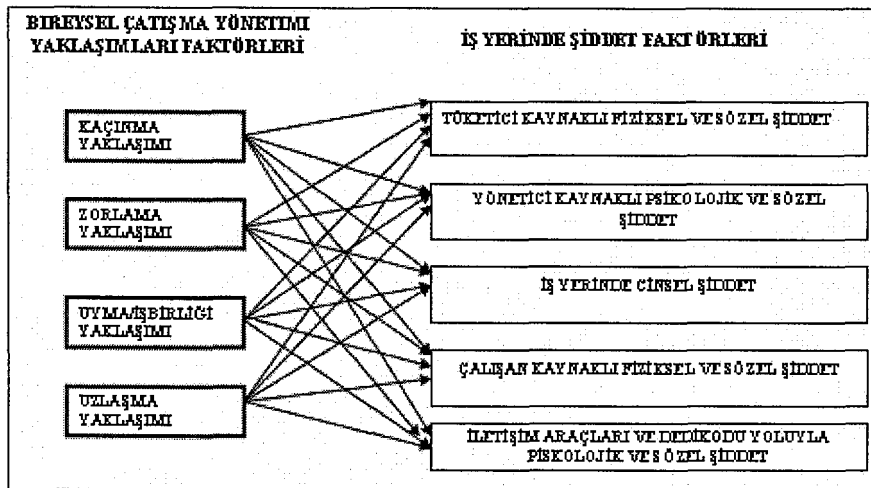 BIREYSEL ÇATIŞMA YÖNETIMI
YAKLAŞIMLARI FAKTÖRLERİ
İŞ YERİNDE ŞİDDET FAKTÖRLERİ
KAÇINMA
YAKLAŞIMI
ZORLAMA
YAKLAŞIMI
UYMA/İŞBİRLİĞİ
YAKLAŞIMI
UZLAŞMA
YAKLAŞIMI
TÜKETİCİ KAYNAKLI FİZİKSEL VE SÖZEL ŞİDDET
YÖNETİCİ KAYNAKLI PSİKOLOJİK VE SÖZEL
ŞİDDET
İŞ YERİNDE CİNSEL ŞİDDET
ÇALIŞAN KAYNAKLI FİZİKSEL VE SÖZEL ŞİDDET
İLETİŞİM ARAÇLARI VE DEDİKODU YOLUYLA
PİSKOLOJİK VE SÖZEL ŞİDDET